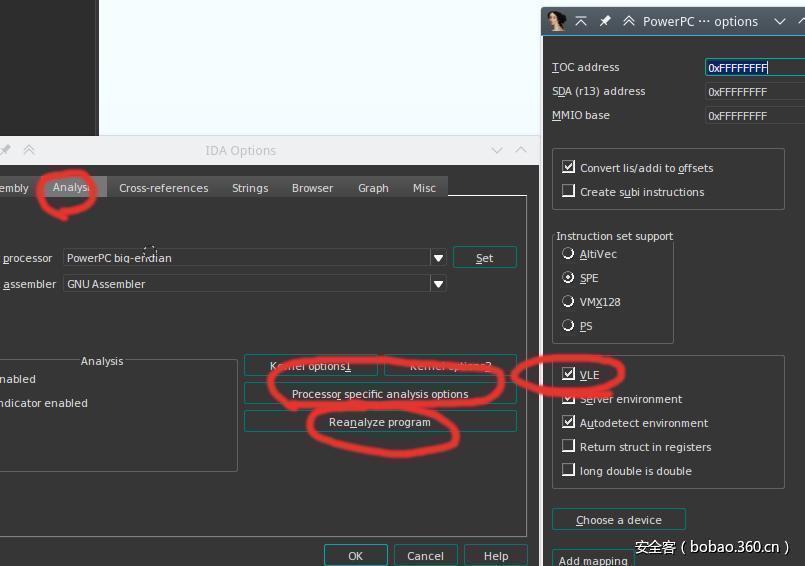 PowerPC ··· options
TOC address
0xFFFFFFFF
SDA (r13) address
0xFFFFFFFF
MMIO base
0xFFFFFFFF
Convert lis/addi to offsets
Create subi instructions
Instruction set support
AltiVec
SPE
VMX128
PS
VLE
Server environment
Autodetect environment
Return struct in registers
long double is double
Choose a device
Add mapping
IDA Options
embly
Analysis
Cross-references
Strings
Browser
Graph
Misc
processor
PowerPC big-endian
Set
assembler
GNU Assembler
Analysis
nabled
ndicator enabled
Kernel options1
Kernel options2
Processor specific analysis options
Reanalyze program
OK
Cancel
Help
安全客（bobao.360.cn）